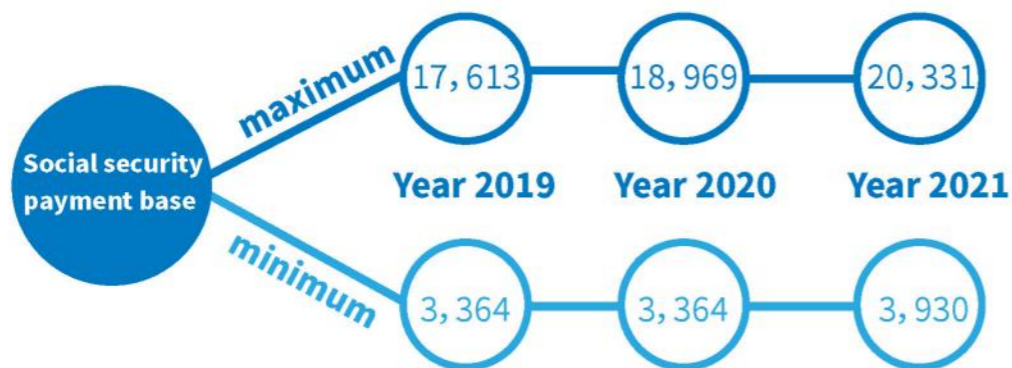 maximum
17,613
18,969
20,331
Social security
payment base
Year 2019
Year 2020
Year 2021
minimum
3,364
3,364
3,930